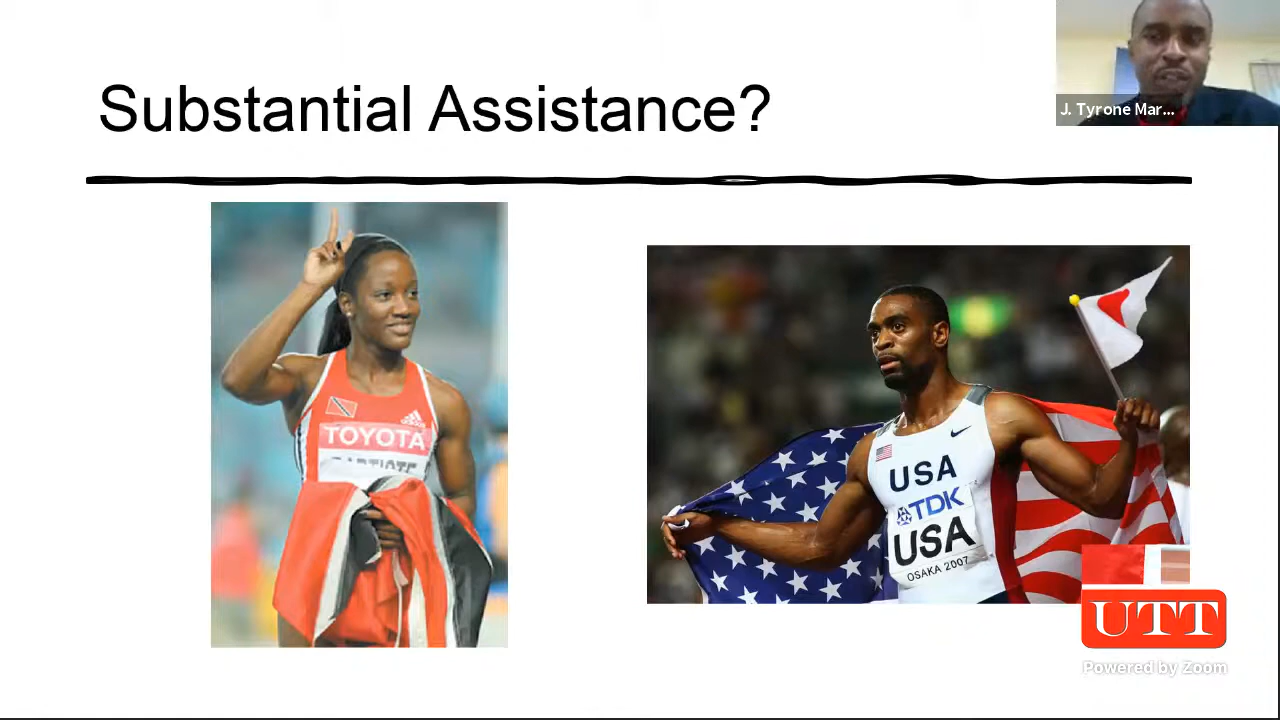 Substantial Assistance?
J. Tyrone Mar...
TOYOTA
USA
TDK
USA
OSAKA 2007
UTT
Powered by Zoom